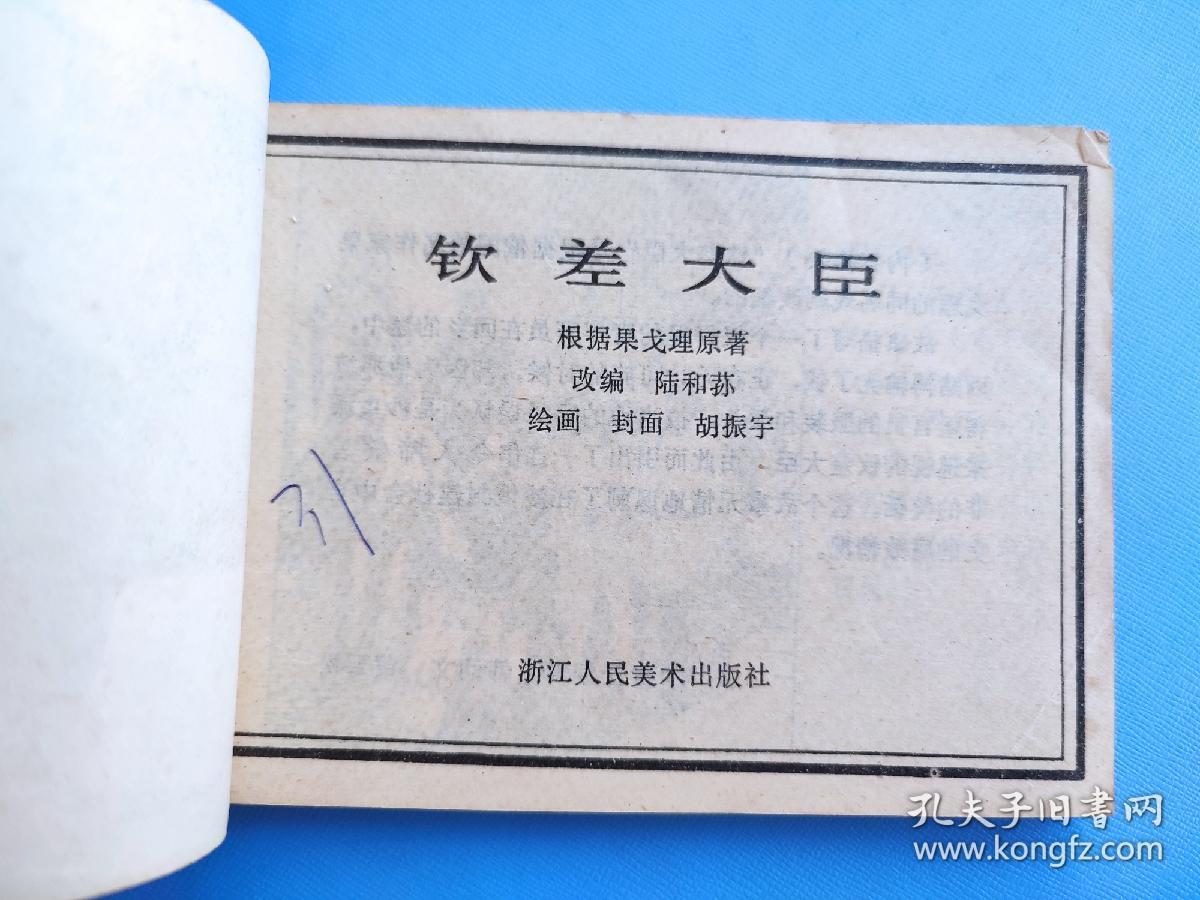 钦差大臣
根据果戈理原著
改编 陆和荪
绘画 封面 胡振宇
31
浙江人民美术出版社
孔夫子旧书网
www.kongfz.com